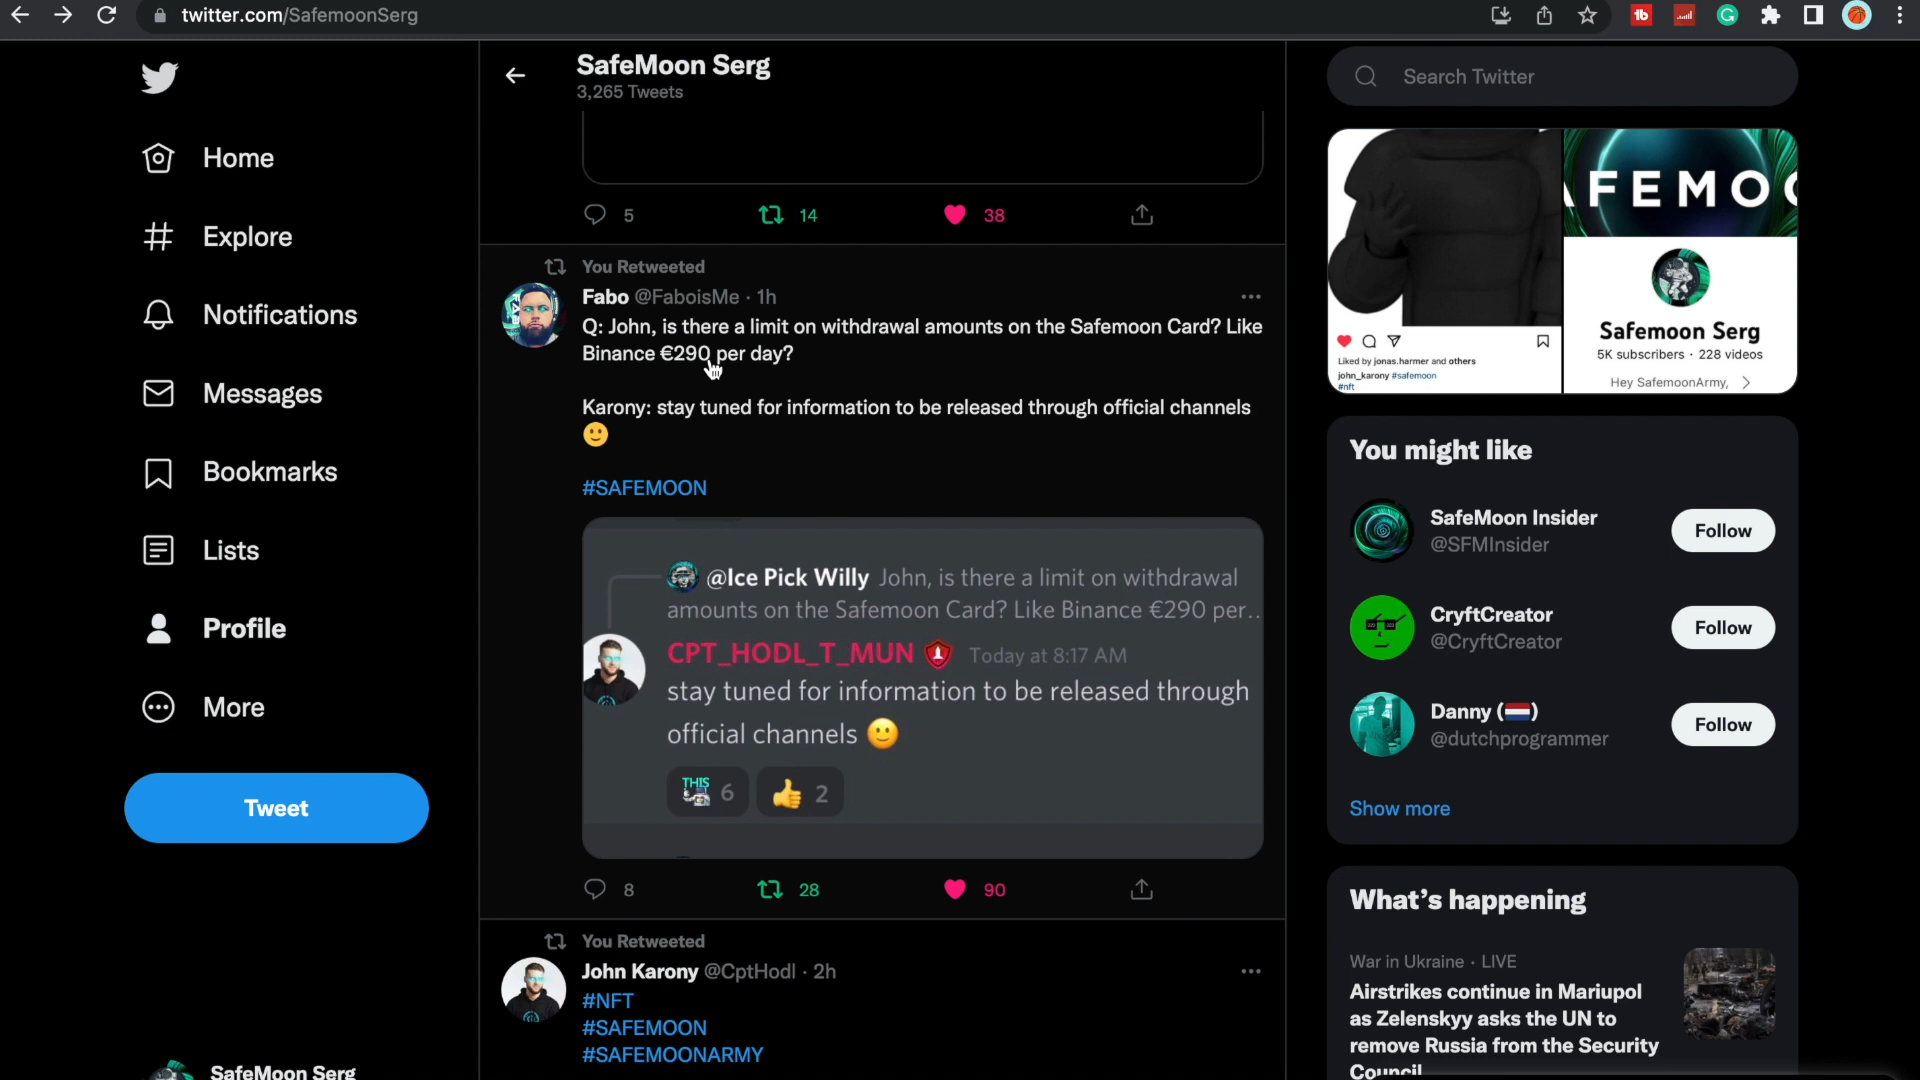 twitter.com/SafemoonSerg
Home
Explore
Notifications
Messages
Bookmarks
Lists
Profile
More
Tweet
SafeMoon Serg
SafeMoon Serg
3,265 Tweets
5
14
38
You Retweeted
Fabo @FaboisMe · 1h
Q: John, is there a limit on withdrawal amounts on the Safemoon Card? Like
Binance €290 per day?
Karony: stay tuned for information to be released through official channels
🙂
#SAFEMOON
@Ice Pick Willy John, is there a limit on withdrawal
amounts on the Safemoon Card? Like Binance €290 per..
CPT_HODL_T_MUN Today at 8:17 AM
stay tuned for information to be released through
official channels 🙂
THIS 6 👍 2
8
28
90
You Retweeted
John Karony @CptHodl · 2h
#NFT
#SAFEMOON
#SAFEMOONARMY
Search Twitter
AFEMO
Liked by jonas.harmer and others
john_karony #safemoon
#nft
Safemoon Serg
5K subscribers · 228 videos
Hey SafemoonArmy,
You might like
SafeMoon Insider
@SFMInsider
Follow
CryftCreator
@CryftCreator
Follow
Danny (🇳🇱)
@dutchprogrammer
Follow
Show more
What's happening
War in Ukraine · LIVE
Airstrikes continue in Mariupol
as Zelenskyy asks the UN to
remove Russia from the Security
Council